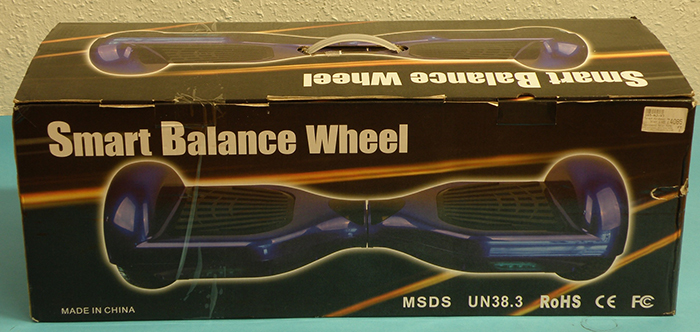 Smart Balance Wheel
Smart Balance Wheel
MADE IN CHINA
MSDS UN38.3 RoHS CE FC